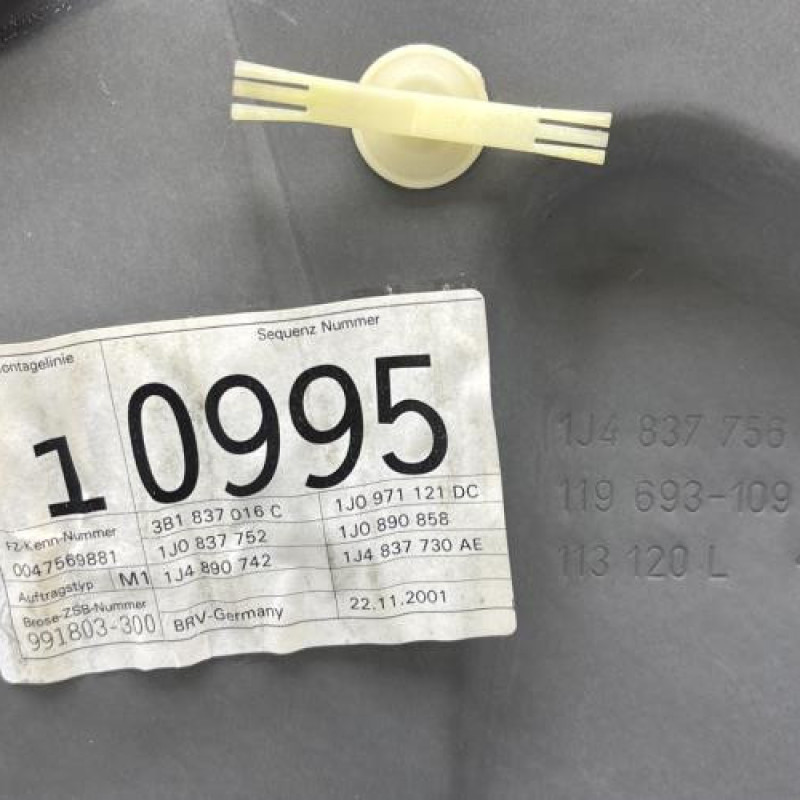 Sequenz Nummer
ontagelinie
1 0995
Fz-Kenn-Nummer
0047569881
Auftragstyp M1
Brose-ZSB-Nummer
991803-300
3B1 837 016 C
1J0 837 752
1J4 890 742
BRV-Germany
1J0 971 121 DC
1J0 890 858
1J4 837 730 AE
22.11.2001
1J4 837 756
119 693-109
113 120 L